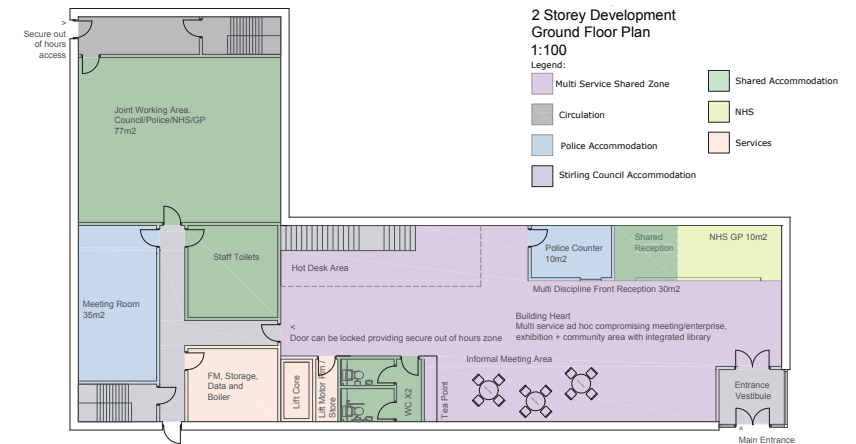 2 Storey Development
Ground Floor Plan
1:100
Legend:
Multi Service Shared Zone
Circulation
Police Accommodation
Stirling Council Accommodation
Shared Accommodation
NHS
Services
>
Secure out
of hours
access
Joint Working Area.
Council/Police/NHS/GP
77m2
Staff Toilets
Hot Desk Area
Police Counter
10m2
Shared
Reception
NHS GP 10m2
Multi Discipline Front Reception 30m2
Meeting Room
35m2
<
Door can be locked providing secure out of hours zone
Building Heart
Multi service ad hoc compromising meeting/enterprise,
exhibition + community area with integrated library
Informal Meeting Area
FM, Storage,
Data and
Boiler
Lift Core
Lift Motor Rm /
Store
WC X2
Tea Point
Entrance
Vestibule
^
Main Entrance